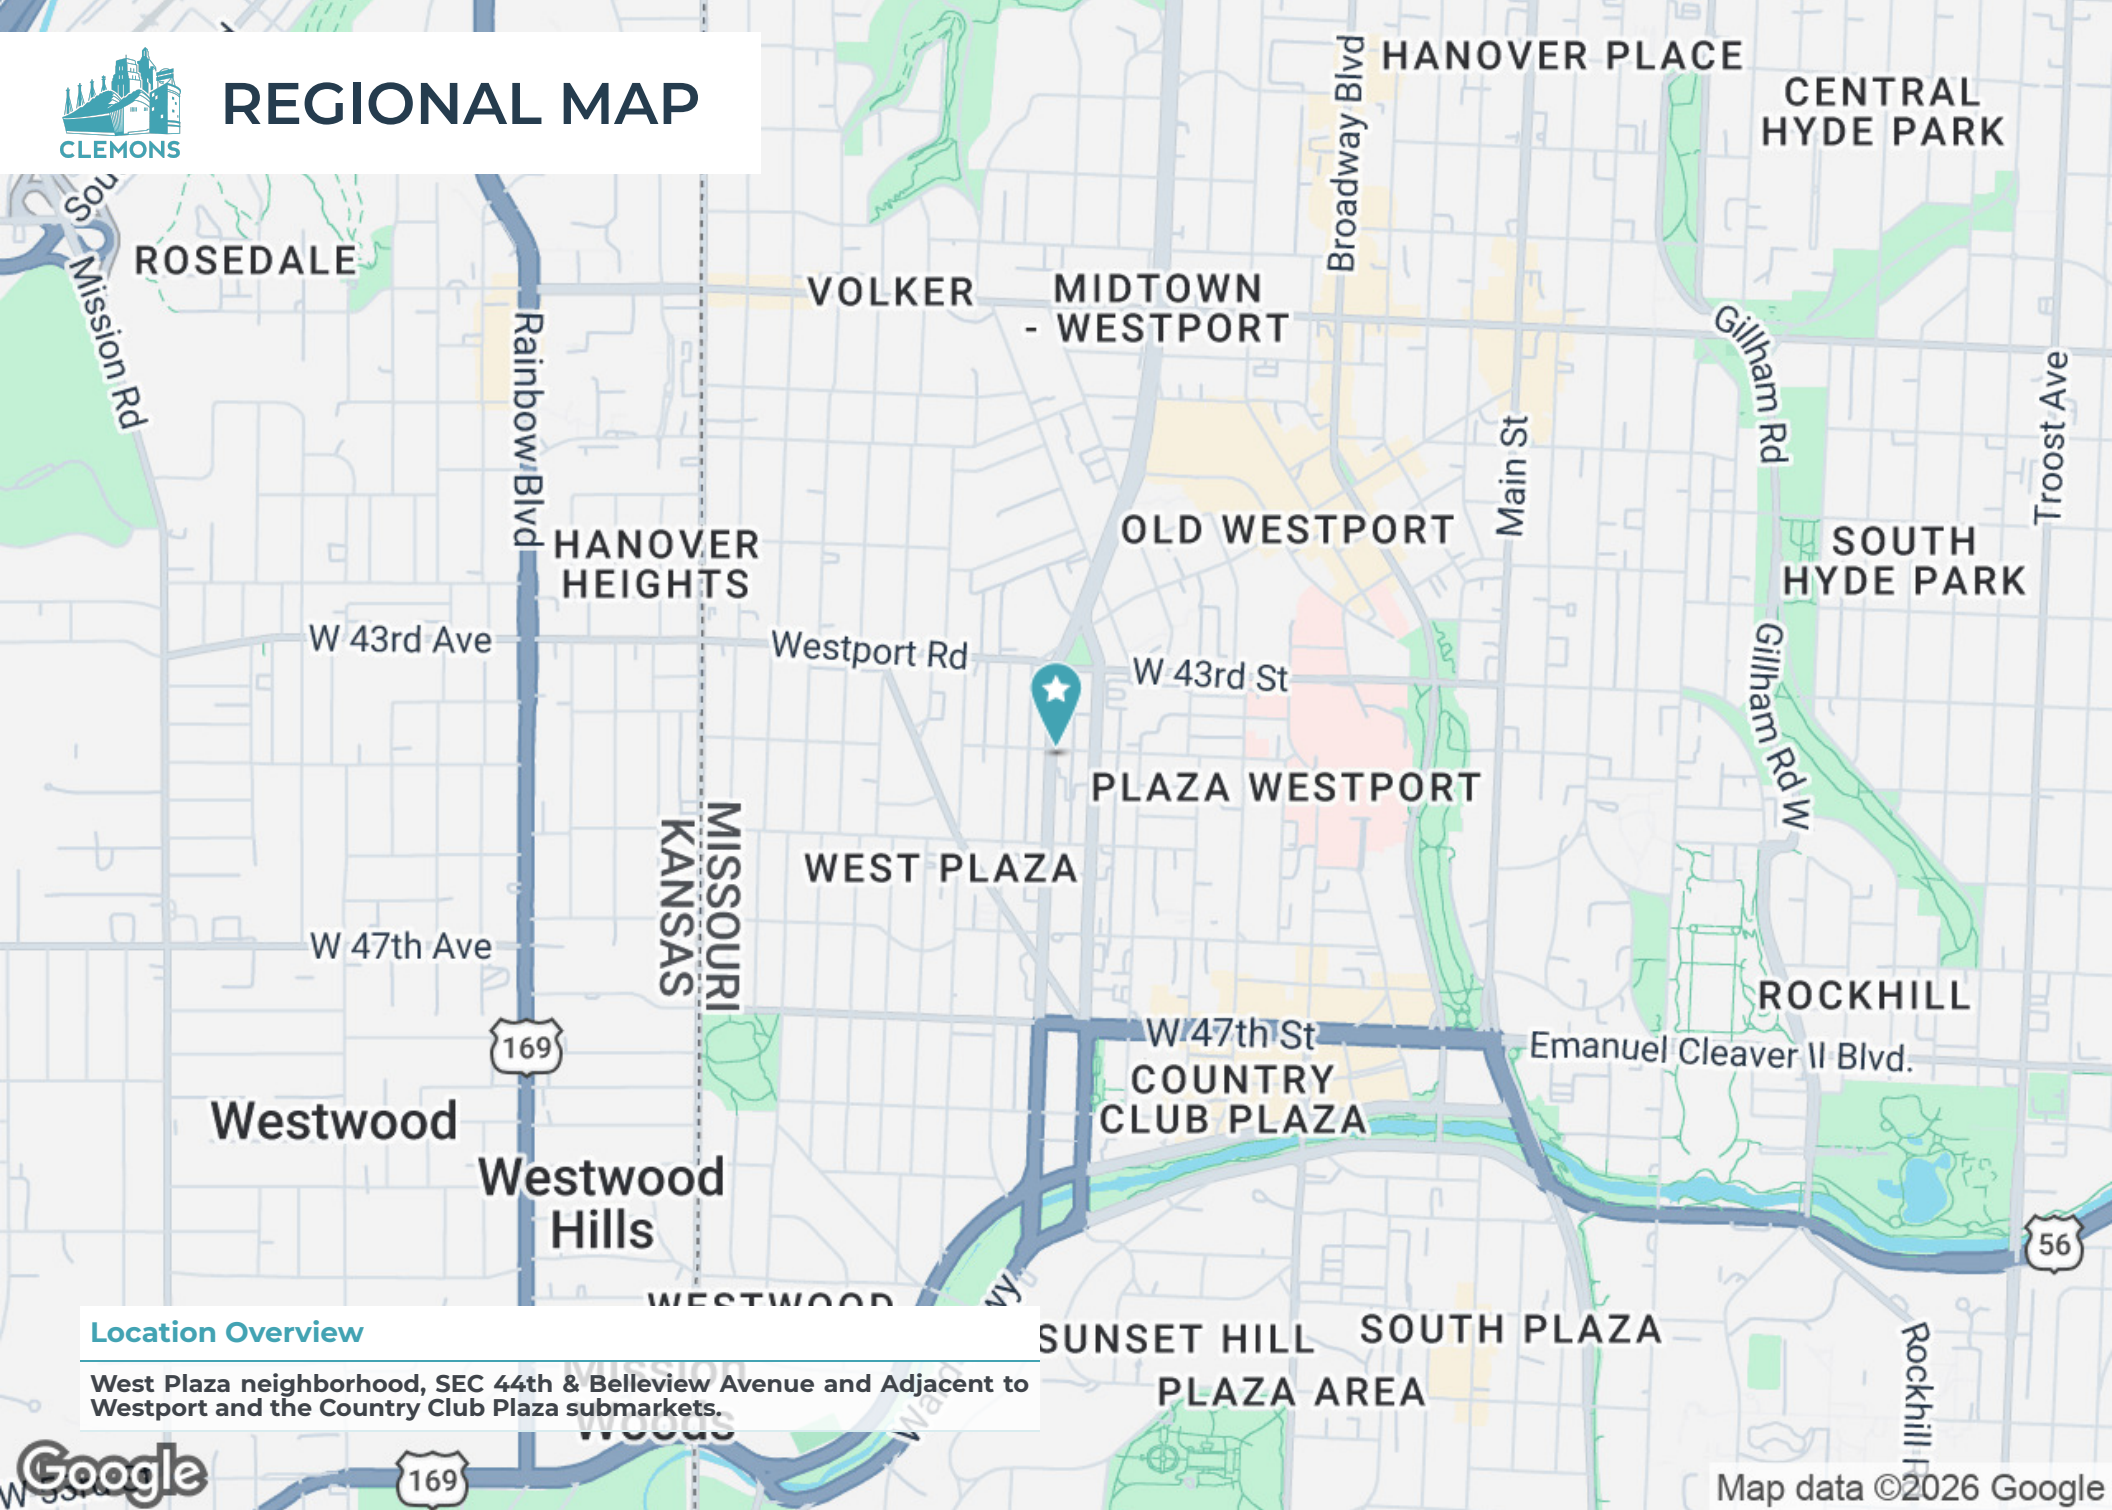 CLEMONS
REGIONAL MAP
HANOVER PLACE
CENTRAL
HYDE PARK
Broadway Blvd
Sou
ROSEDALE
Mission Rd
Rainbow Blvd
VOLKER
MIDTOWN
- WESTPORT
Gillham Rd
Troost Ave
Main St
HANOVER
HEIGHTS
OLD WESTPORT
SOUTH
HYDE PARK
W 43rd Ave
Westport Rd
W 43rd St
Gillham Rd W
PLAZA WESTPORT
MISSOURI
KANSAS
WEST PLAZA
W 47th Ave
ROCKHILL
169
W 47th St
Emanuel Cleaver II Blvd.
COUNTRY
CLUB PLAZA
Westwood
Westwood
Hills
56
WESTWOOD
SUNSET HILL
SOUTH PLAZA
PLAZA AREA
Rockhill R
Location Overview
Mission
Woods
West Plaza neighborhood, SEC 44th & Belleview Avenue and Adjacent to
Westport and the Country Club Plaza submarkets.
169
Google
Map data ©2026 Google